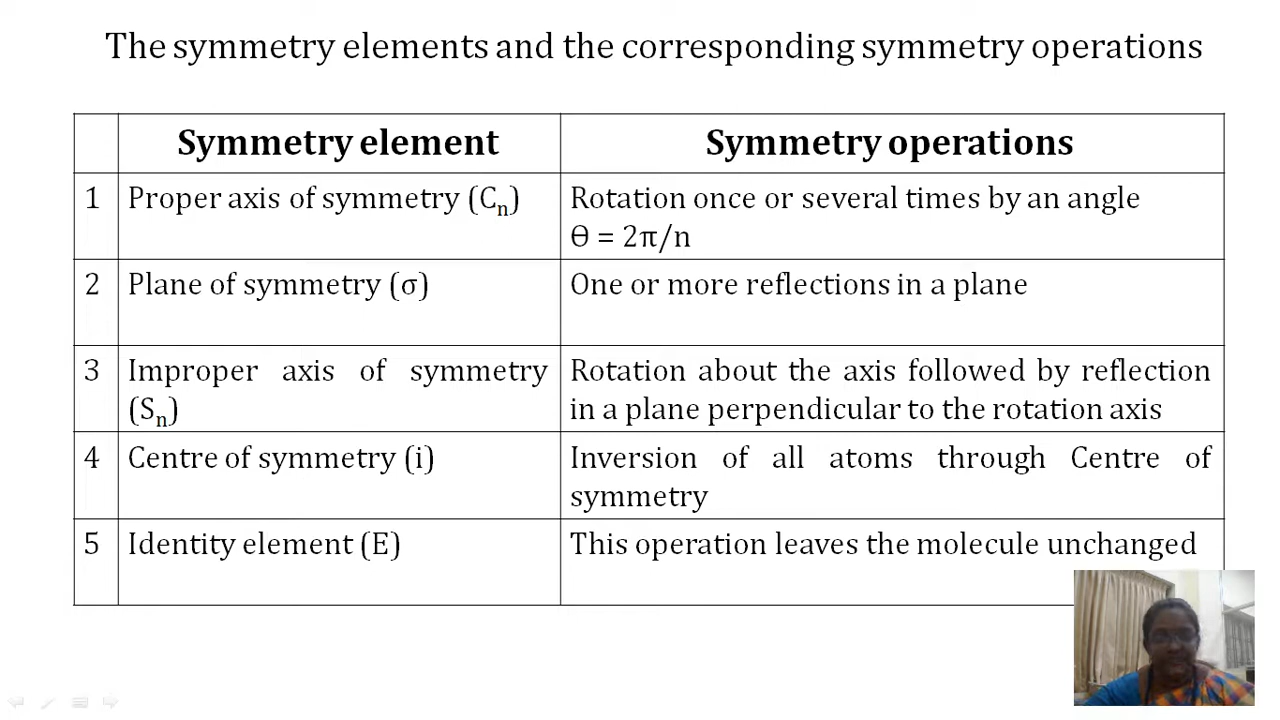 The symmetry elements and the corresponding symmetry operations
Symmetry element
Symmetry operations
1
Proper axis of symmetry (Cₙ)
Rotation once or several times by an angle
Ө = 2π/n
2
Plane of symmetry (σ)
One or more reflections in a plane
3
Improper axis of symmetry
(Sₙ)
Rotation about the axis followed by reflection
in a plane perpendicular to the rotation axis
4
Centre of symmetry (i)
Inversion of all atoms through Centre of
symmetry
5
Identity element (E)
This operation leaves the molecule unchanged